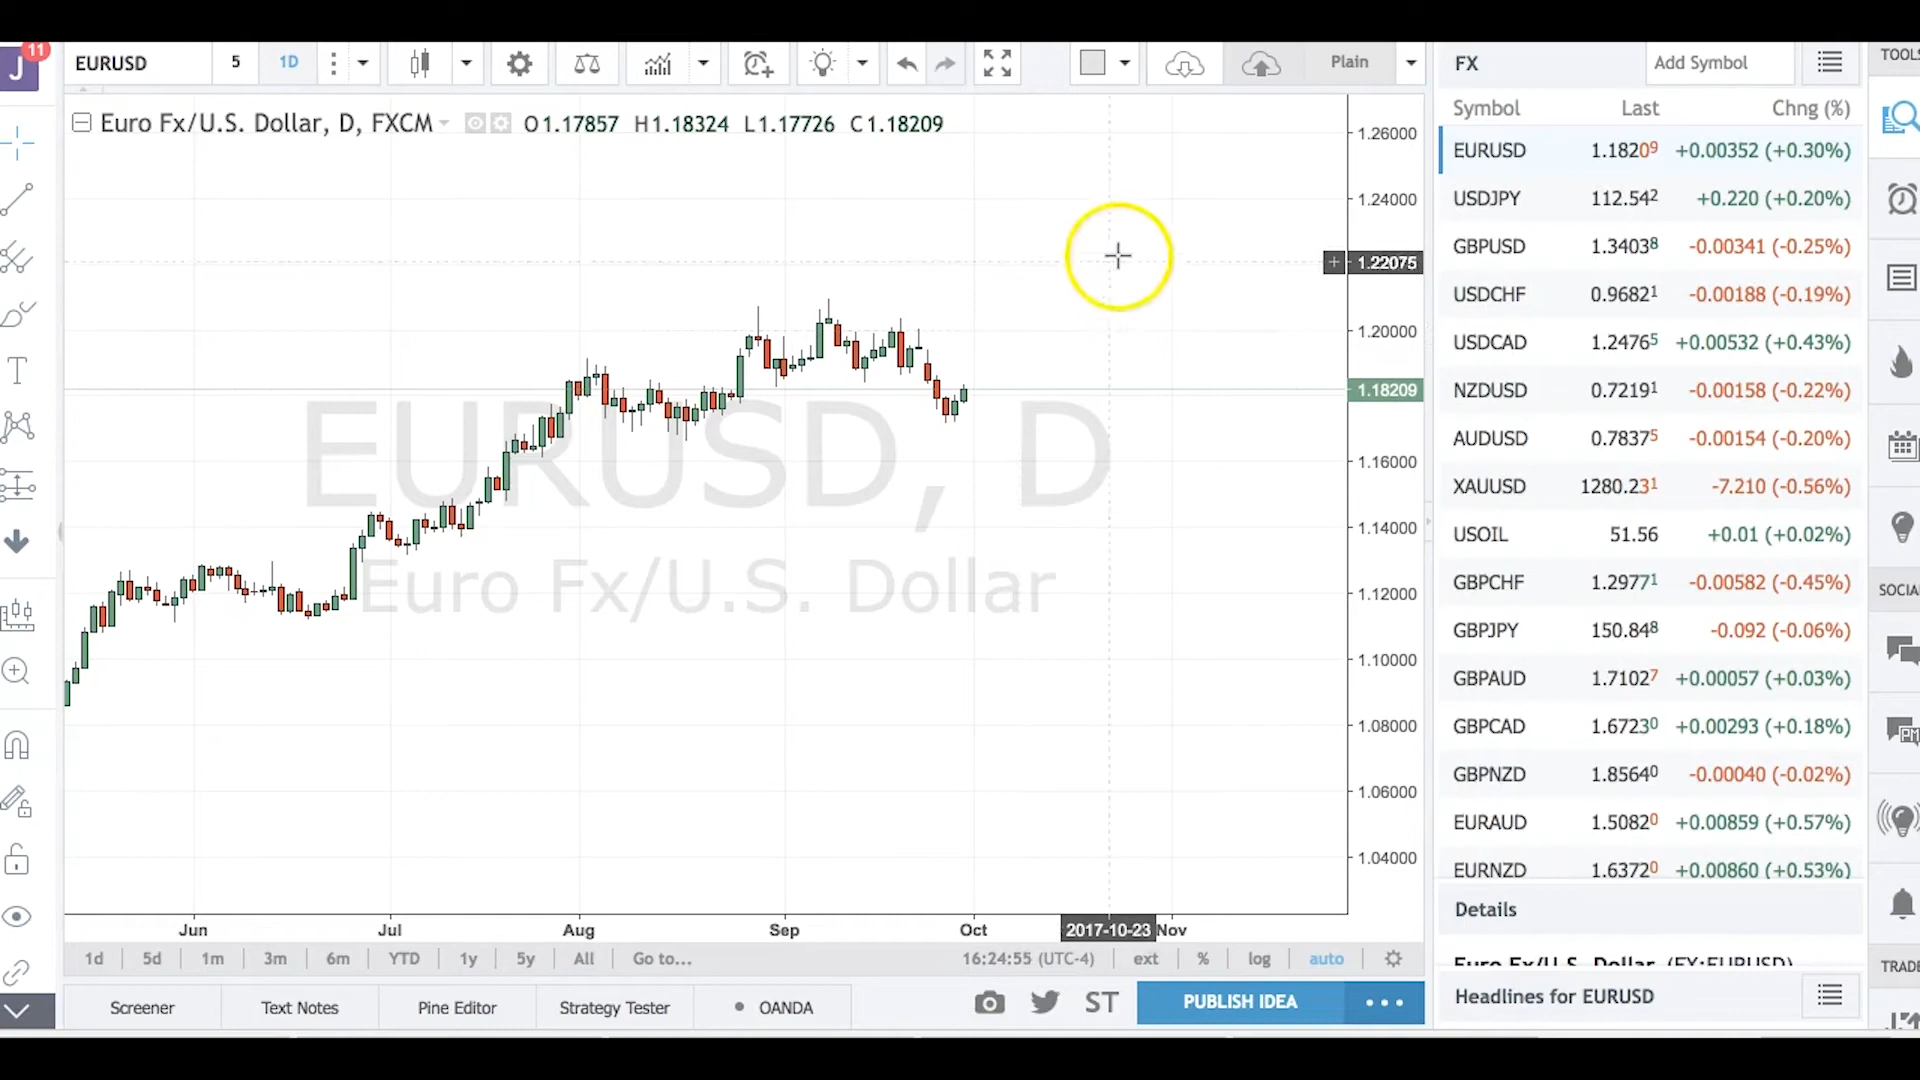 11
J
EURUSD 5 1D
Plain
FX
Add Symbol
TOOLS
Euro Fx/U.S. Dollar, D, FXCM O1.17857 H1.18324 L1.17726 C1.18209
1.26000
1.24000
1.22075
1.20000
1.18209
1.16000
1.14000
1.12000
1.10000
1.08000
1.06000
1.04000
EURUSD, D
Euro Fx/U.S. Dollar
Jun Jul Aug Sep Oct 2017-10-23 Nov
1d 5d 1m 3m 6m YTD 1y 5y All Go to... 16:24:55 (UTC-4) ext % log auto
Screener Text Notes Pine Editor Strategy Tester OANDA ST PUBLISH IDEA
Symbol Last Chng (%)
EURUSD 1.18209 +0.00352 (+0.30%)
USDJPY 112.542 +0.220 (+0.20%)
GBPUSD 1.34038 -0.00341 (-0.25%)
USDCHF 0.96821 -0.00188 (-0.19%)
USDCAD 1.24765 +0.00532 (+0.43%)
NZDUSD 0.72191 -0.00158 (-0.22%)
AUDUSD 0.78375 -0.00154 (-0.20%)
XAUUSD 1280.231 -7.210 (-0.56%)
USOIL 51.56 +0.01 (+0.02%)
GBPCHF 1.29771 -0.00582 (-0.45%)
GBPJPY 150.848 -0.092 (-0.06%)
GBPAUD 1.71027 +0.00057 (+0.03%)
GBPCAD 1.67230 +0.00293 (+0.18%)
GBPNZD 1.85640 -0.00040 (-0.02%)
EURAUD 1.50820 +0.00859 (+0.57%)
EURNZD 1.63720 +0.00860 (+0.53%)
Details
Euro Fx/U.S. Dollar (FX:EURUSD)
Headlines for EURUSD
SOCIA
PM
TRADE